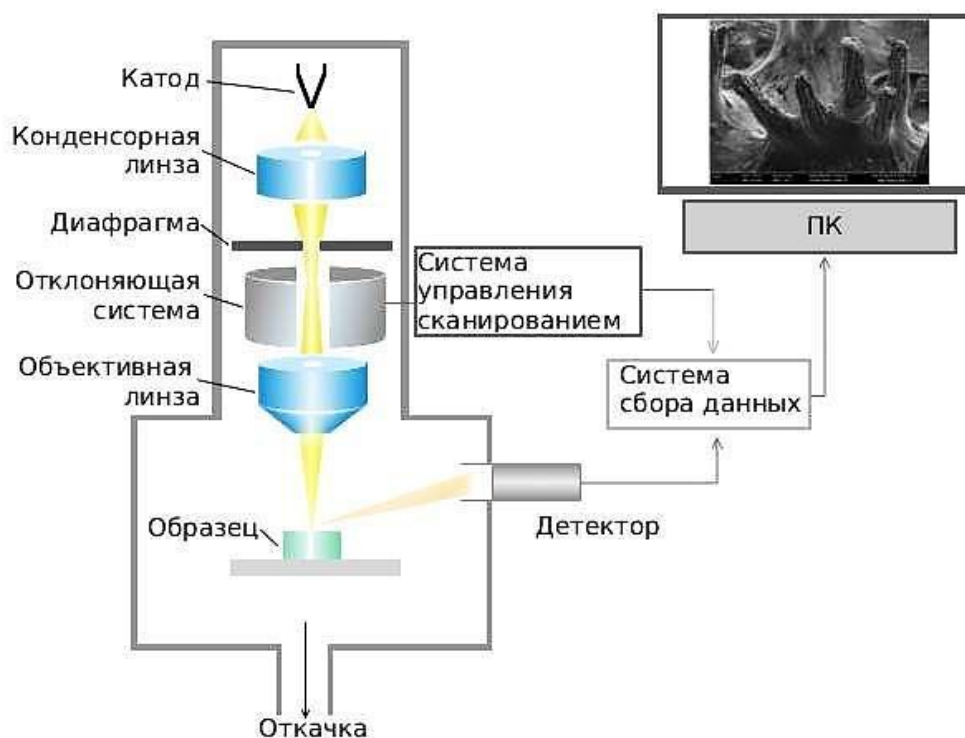 Катод
Конденсорная
линза
Диафрагма
Отклоняющая
система
Объективная
линза
Образец
Откачка
Система
управления
сканированием
Система
сбора данных
Детектор
ПК